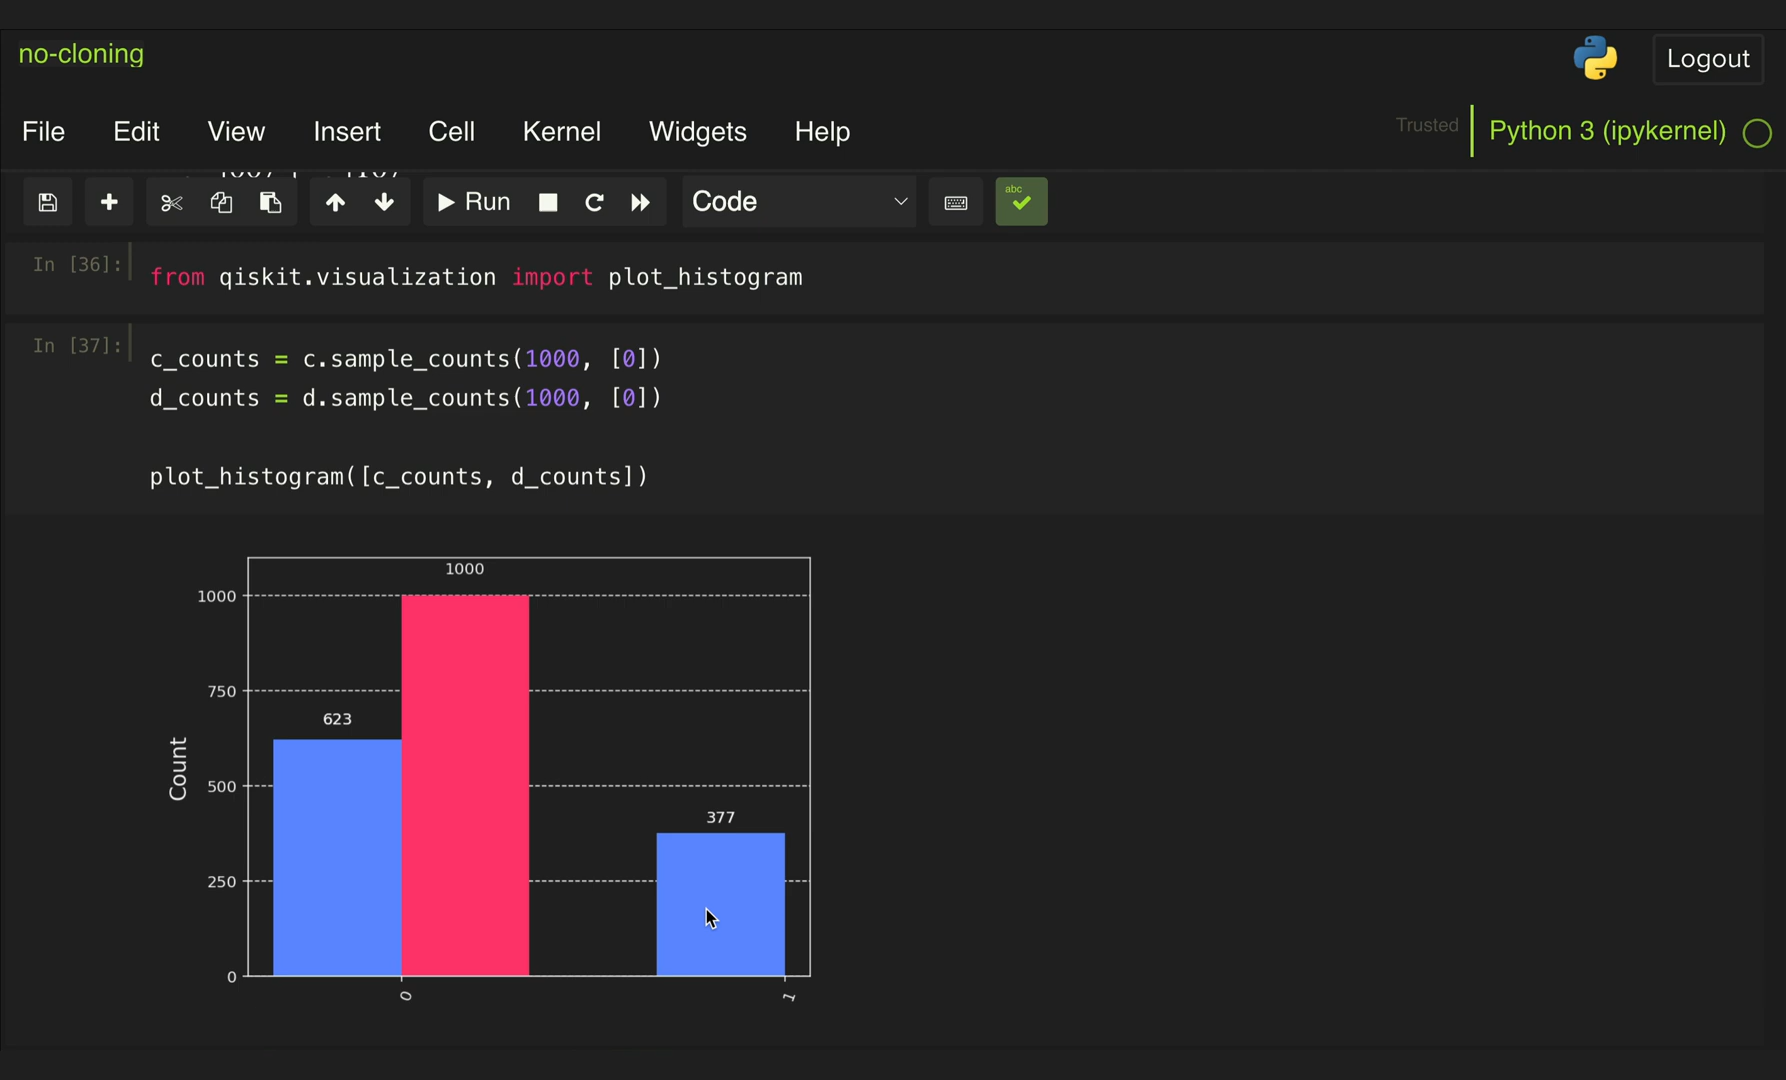 no-cloning
Logout
File Edit View Insert Cell Kernel Widgets Help
Trusted
Python 3 (ipykernel)
Run
Code
abc
In [36]:
from qiskit.visualization import plot_histogram
In [37]:
c_counts = c.sample_counts(1000, [0])
d_counts = d.sample_counts(1000, [0])
plot_histogram([c_counts, d_counts])
1000
1000
750
623
Count
500
377
250
0
0
1